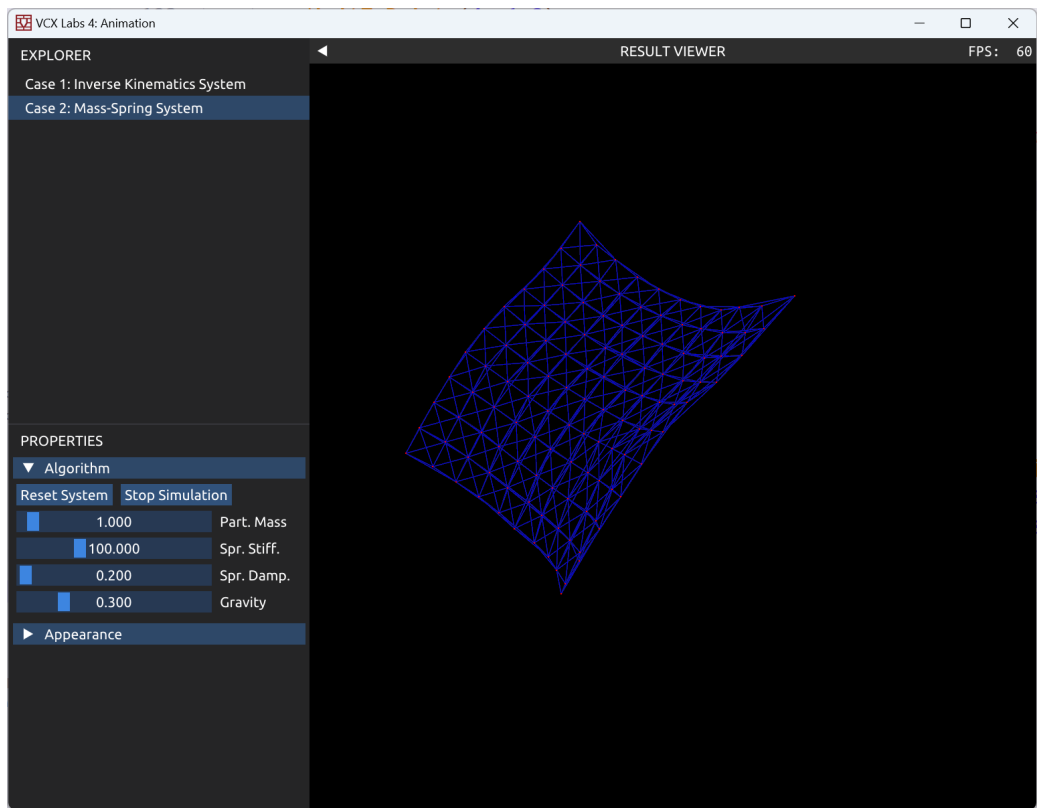 VCX Labs 4: Animation
EXPLORER
RESULT VIEWER
FPS: 60
Case 1: Inverse Kinematics System
Case 2: Mass-Spring System
PROPERTIES
Algorithm
Reset System Stop Simulation
1.000 Part. Mass
100.000 Spr. Stiff.
0.200 Spr. Damp.
0.300 Gravity
Appearance